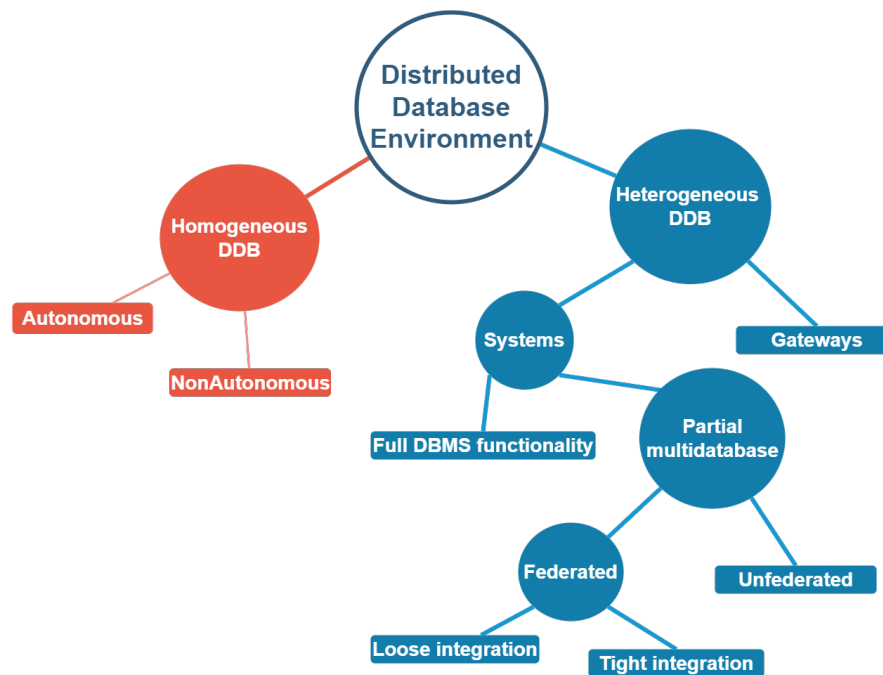 Distributed
Database
Environment
Homogeneous
DDB
Heterogeneous
DDB
Autonomous
NonAutonomous
Systems
Gateways
Full DBMS functionality
Partial
multidatabase
Federated
Unfederated
Loose integration
Tight integration